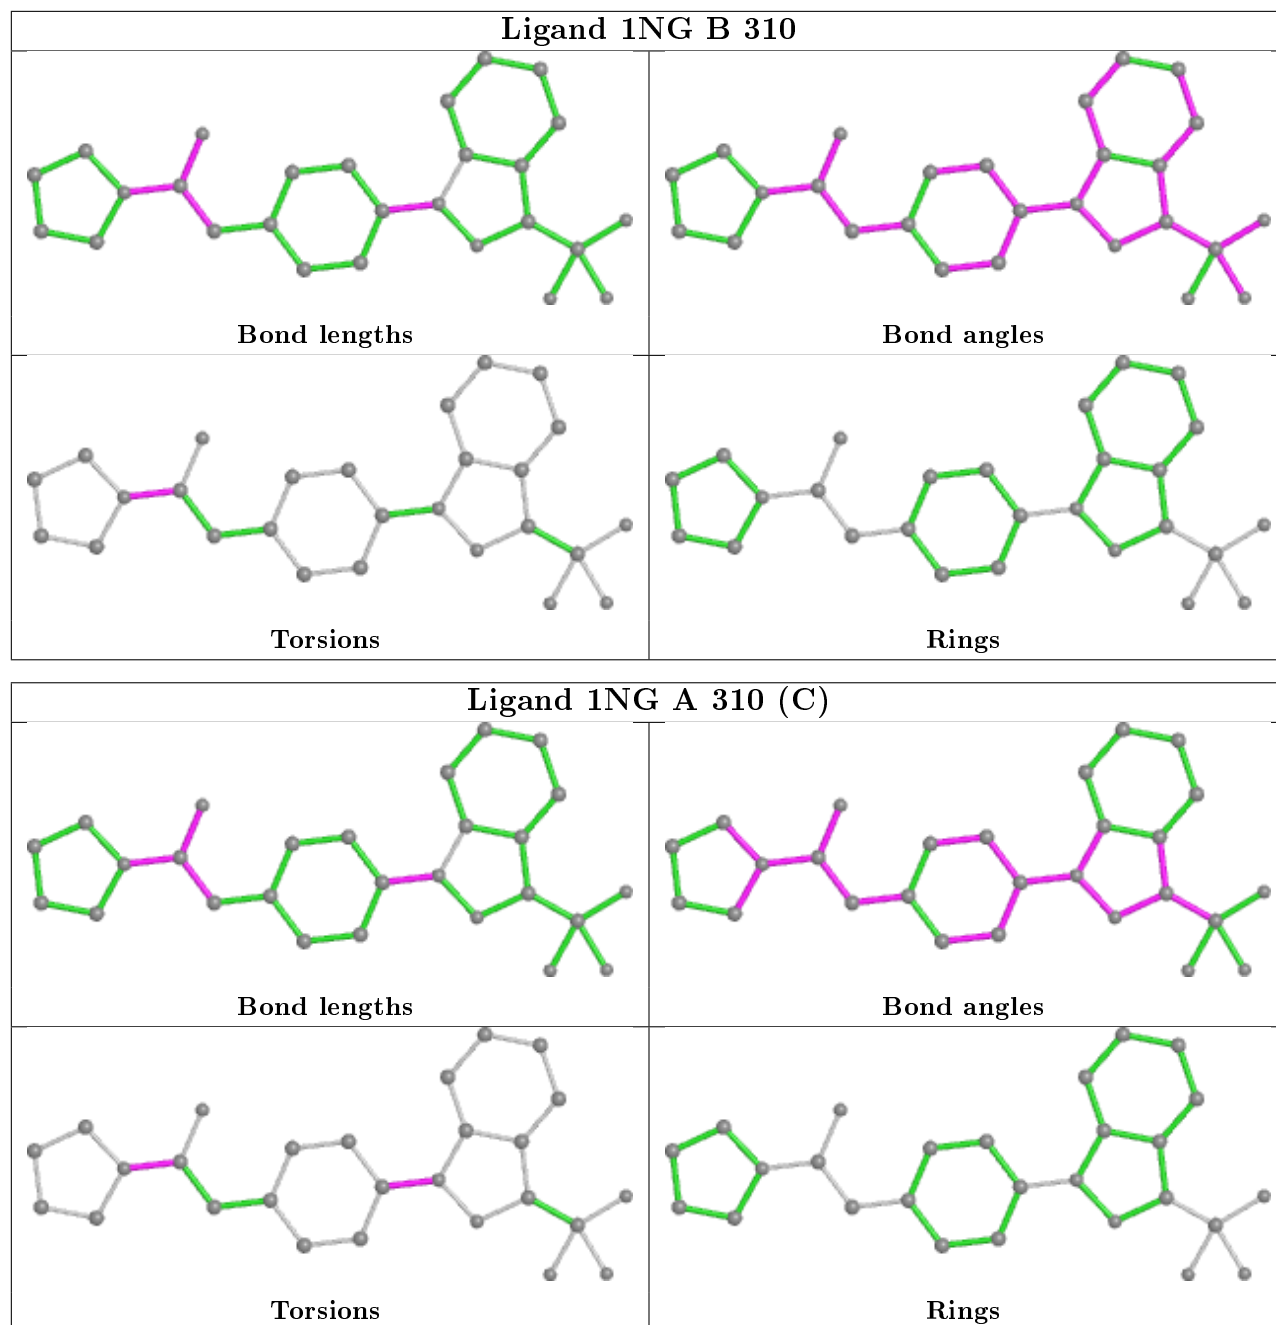 Ligand 1NG B 310
Bond lengths
Bond angles
Torsions
Rings
Ligand 1NG A 310 (C)
Bond lengths
Bond angles
Torsions
Rings